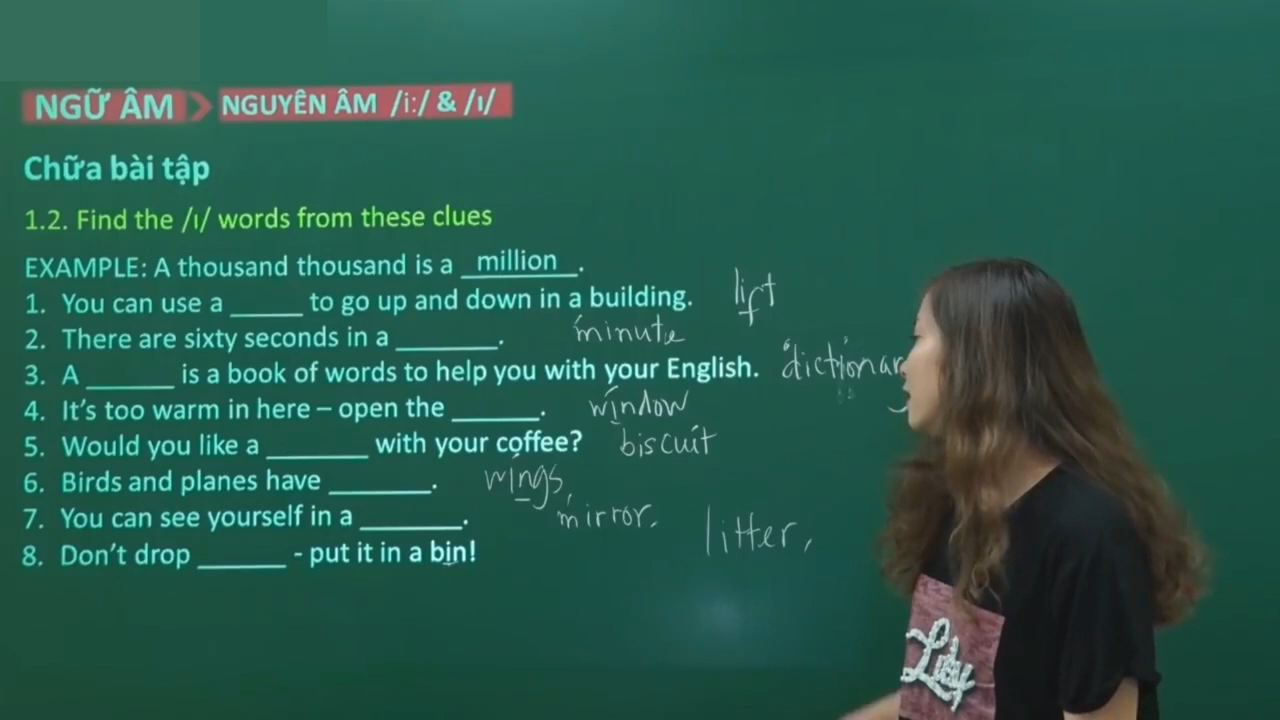 NGỮ ÂM > NGUYÊN ÂM /i:/ & /ɪ/
Chữa bài tập
1.2. Find the /ɪ/ words from these clues
EXAMPLE: A thousand thousand is a million.
1. You can use a ______ to go up and down in a building. lift
2. There are sixty seconds in a ________. minute
3. A _______ is a book of words to help you with your English. dictionar
4. It's too warm in here – open the _______. window
5. Would you like a ________ with your coffee? biscuit
6. Birds and planes have ________. wings,
7. You can see yourself in a ________. mirror.
8. Don't drop _______ - put it in a bin! litter,